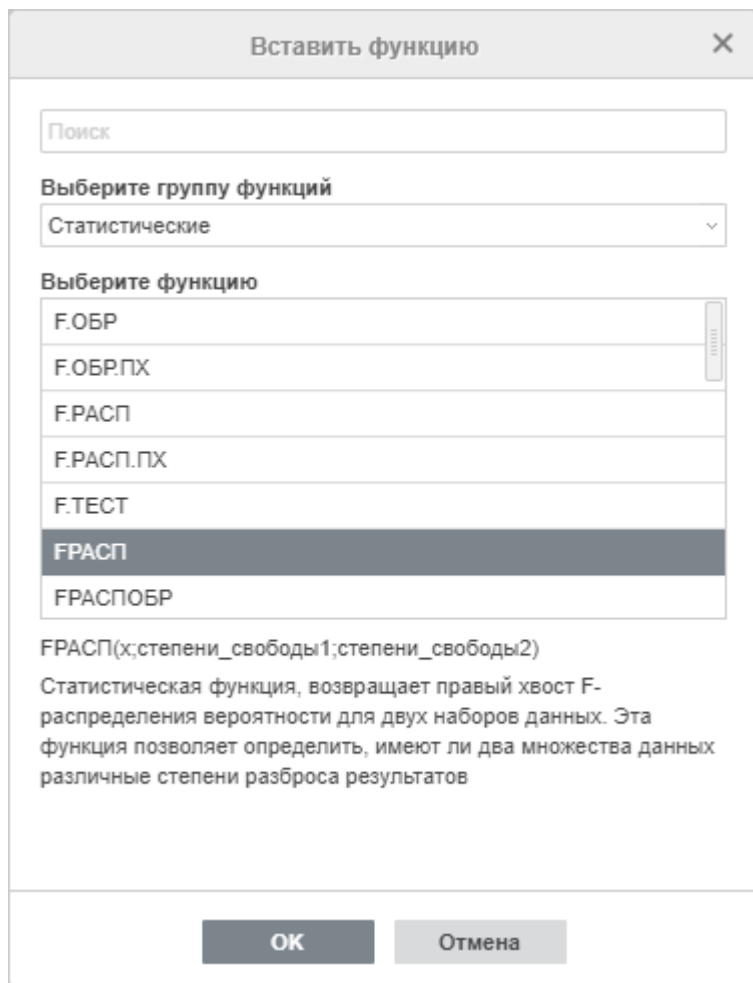 Вставить функцию
Поиск
Выберите группу функций
Статистические
Выберите функцию
F.ОБР
F.ОБР.ПХ
F.РАСП
F.РАСП.ПХ
F.ТЕСТ
FРАСП
FРАСПОБР
FРАСП(x;степени_свободы1;степени_свободы2)
Статистическая функция, возвращает правый хвост F-
распределения вероятности для двух наборов данных. Эта
функция позволяет определить, имеют ли два множества данных
различные степени разброса результатов
ОК
Отмена